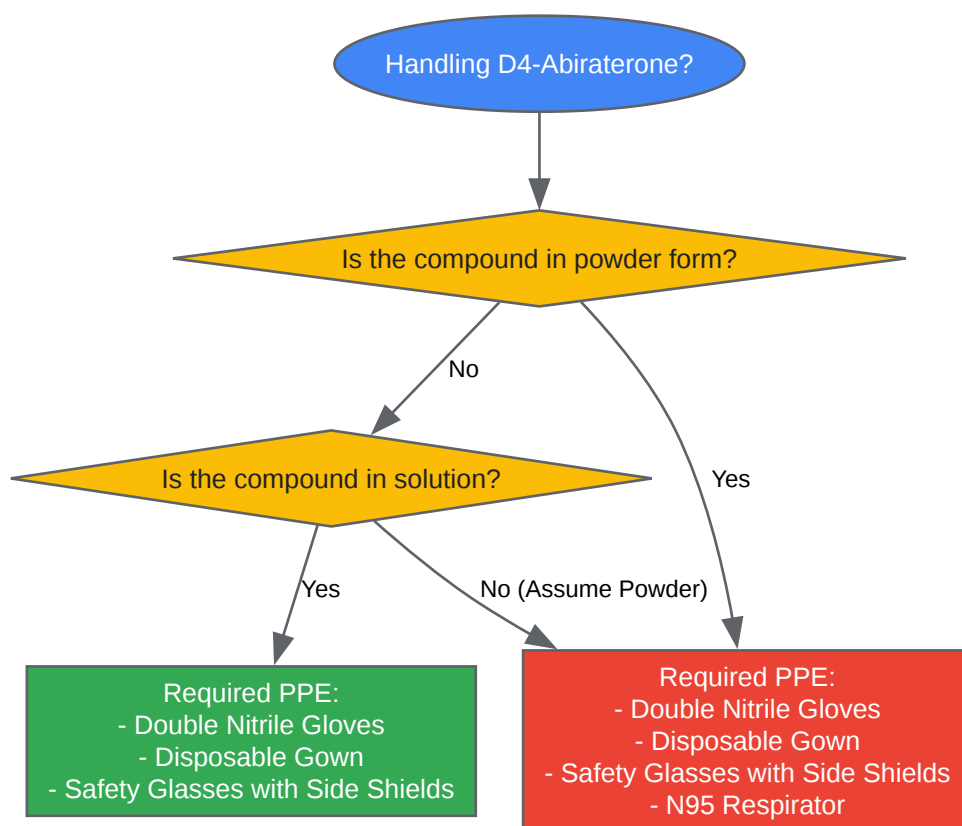 Handling D4-Abiraterone?
Is the compound in powder form?
No
Is the compound in solution?
Yes
Yes
No (Assume Powder)
Required PPE:
- Double Nitrile Gloves
- Disposable Gown
- Safety Glasses with Side Shields
Required PPE:
- Double Nitrile Gloves
- Disposable Gown
- Safety Glasses with Side Shields
- N95 Respirator